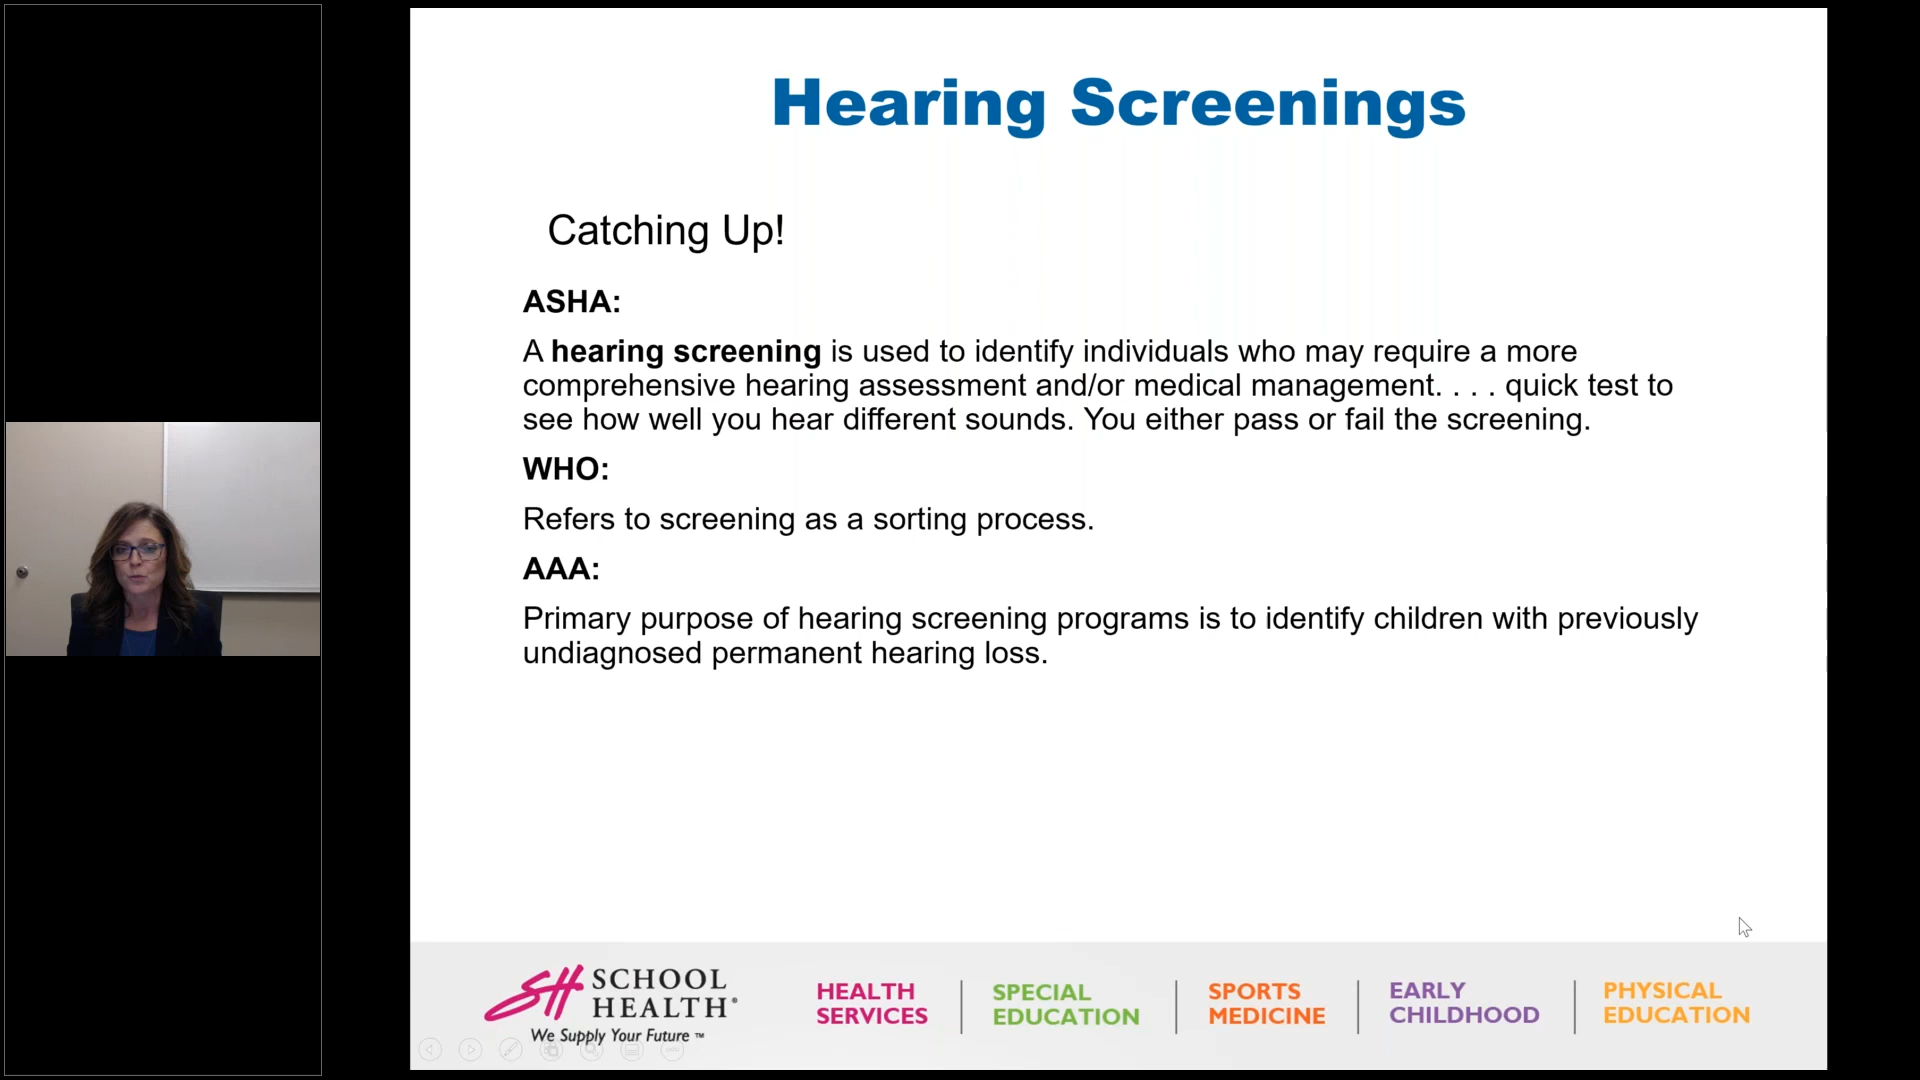 Hearing Screenings
Catching Up!
ASHA:
A hearing screening is used to identify individuals who may require a more
comprehensive hearing assessment and/or medical management. . . . quick test to
see how well you hear different sounds. You either pass or fail the screening.
WHO:
Refers to screening as a sorting process.
AAA:
Primary purpose of hearing screening programs is to identify children with previously
undiagnosed permanent hearing loss.
SH SCHOOL
HEALTH®
We Supply Your Future ™
HEALTH
SERVICES
SPECIAL
EDUCATION
SPORTS
MEDICINE
EARLY
CHILDHOOD
PHYSICAL
EDUCATION